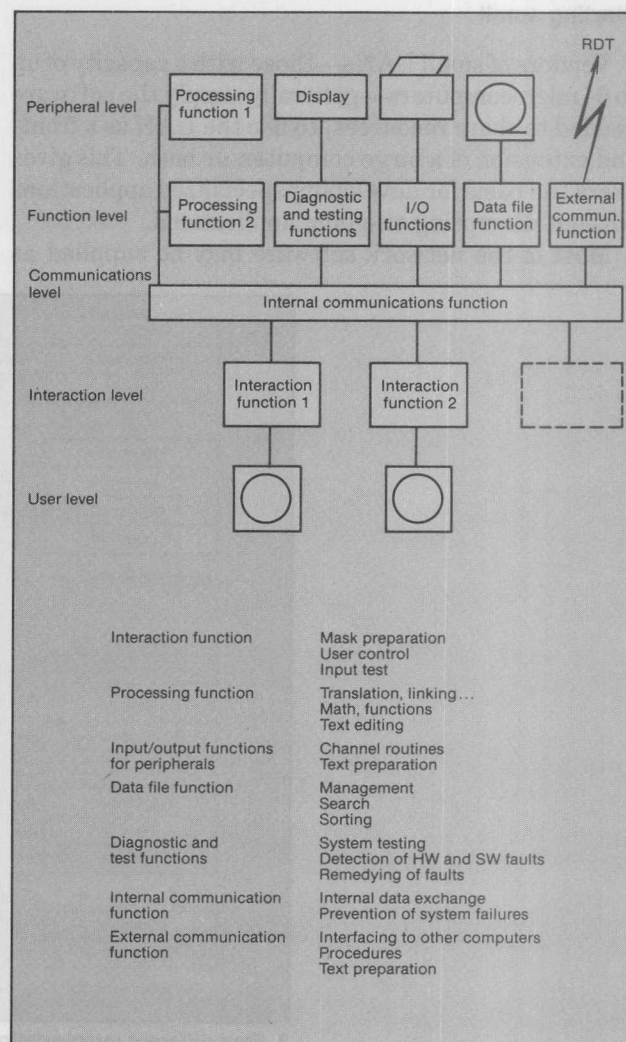 RDT
Peripheral level
Processing
function 1
Display
Function level
Processing
function 2
Diagnostic
and testing
functions
I/O
functions
Data file
function
External
commun.
function
Communications
level
Internal communications function
Interaction level
Interaction
function 1
Interaction
function 2
User level
Interaction function Mask preparation
User control
Input test
Processing function Translation, linking...
Math, functions
Text editing
Input/output functions Channel routines
for peripherals Text preparation
Data file function Management
Search
Sorting
Diagnostic and System testing
test functions Detection of HW and SW faults
Remedying of faults
Internal communication Internal data exchange
function Prevention of system failures
External communication Interfacing to other computers
function Procedures
Text preparation